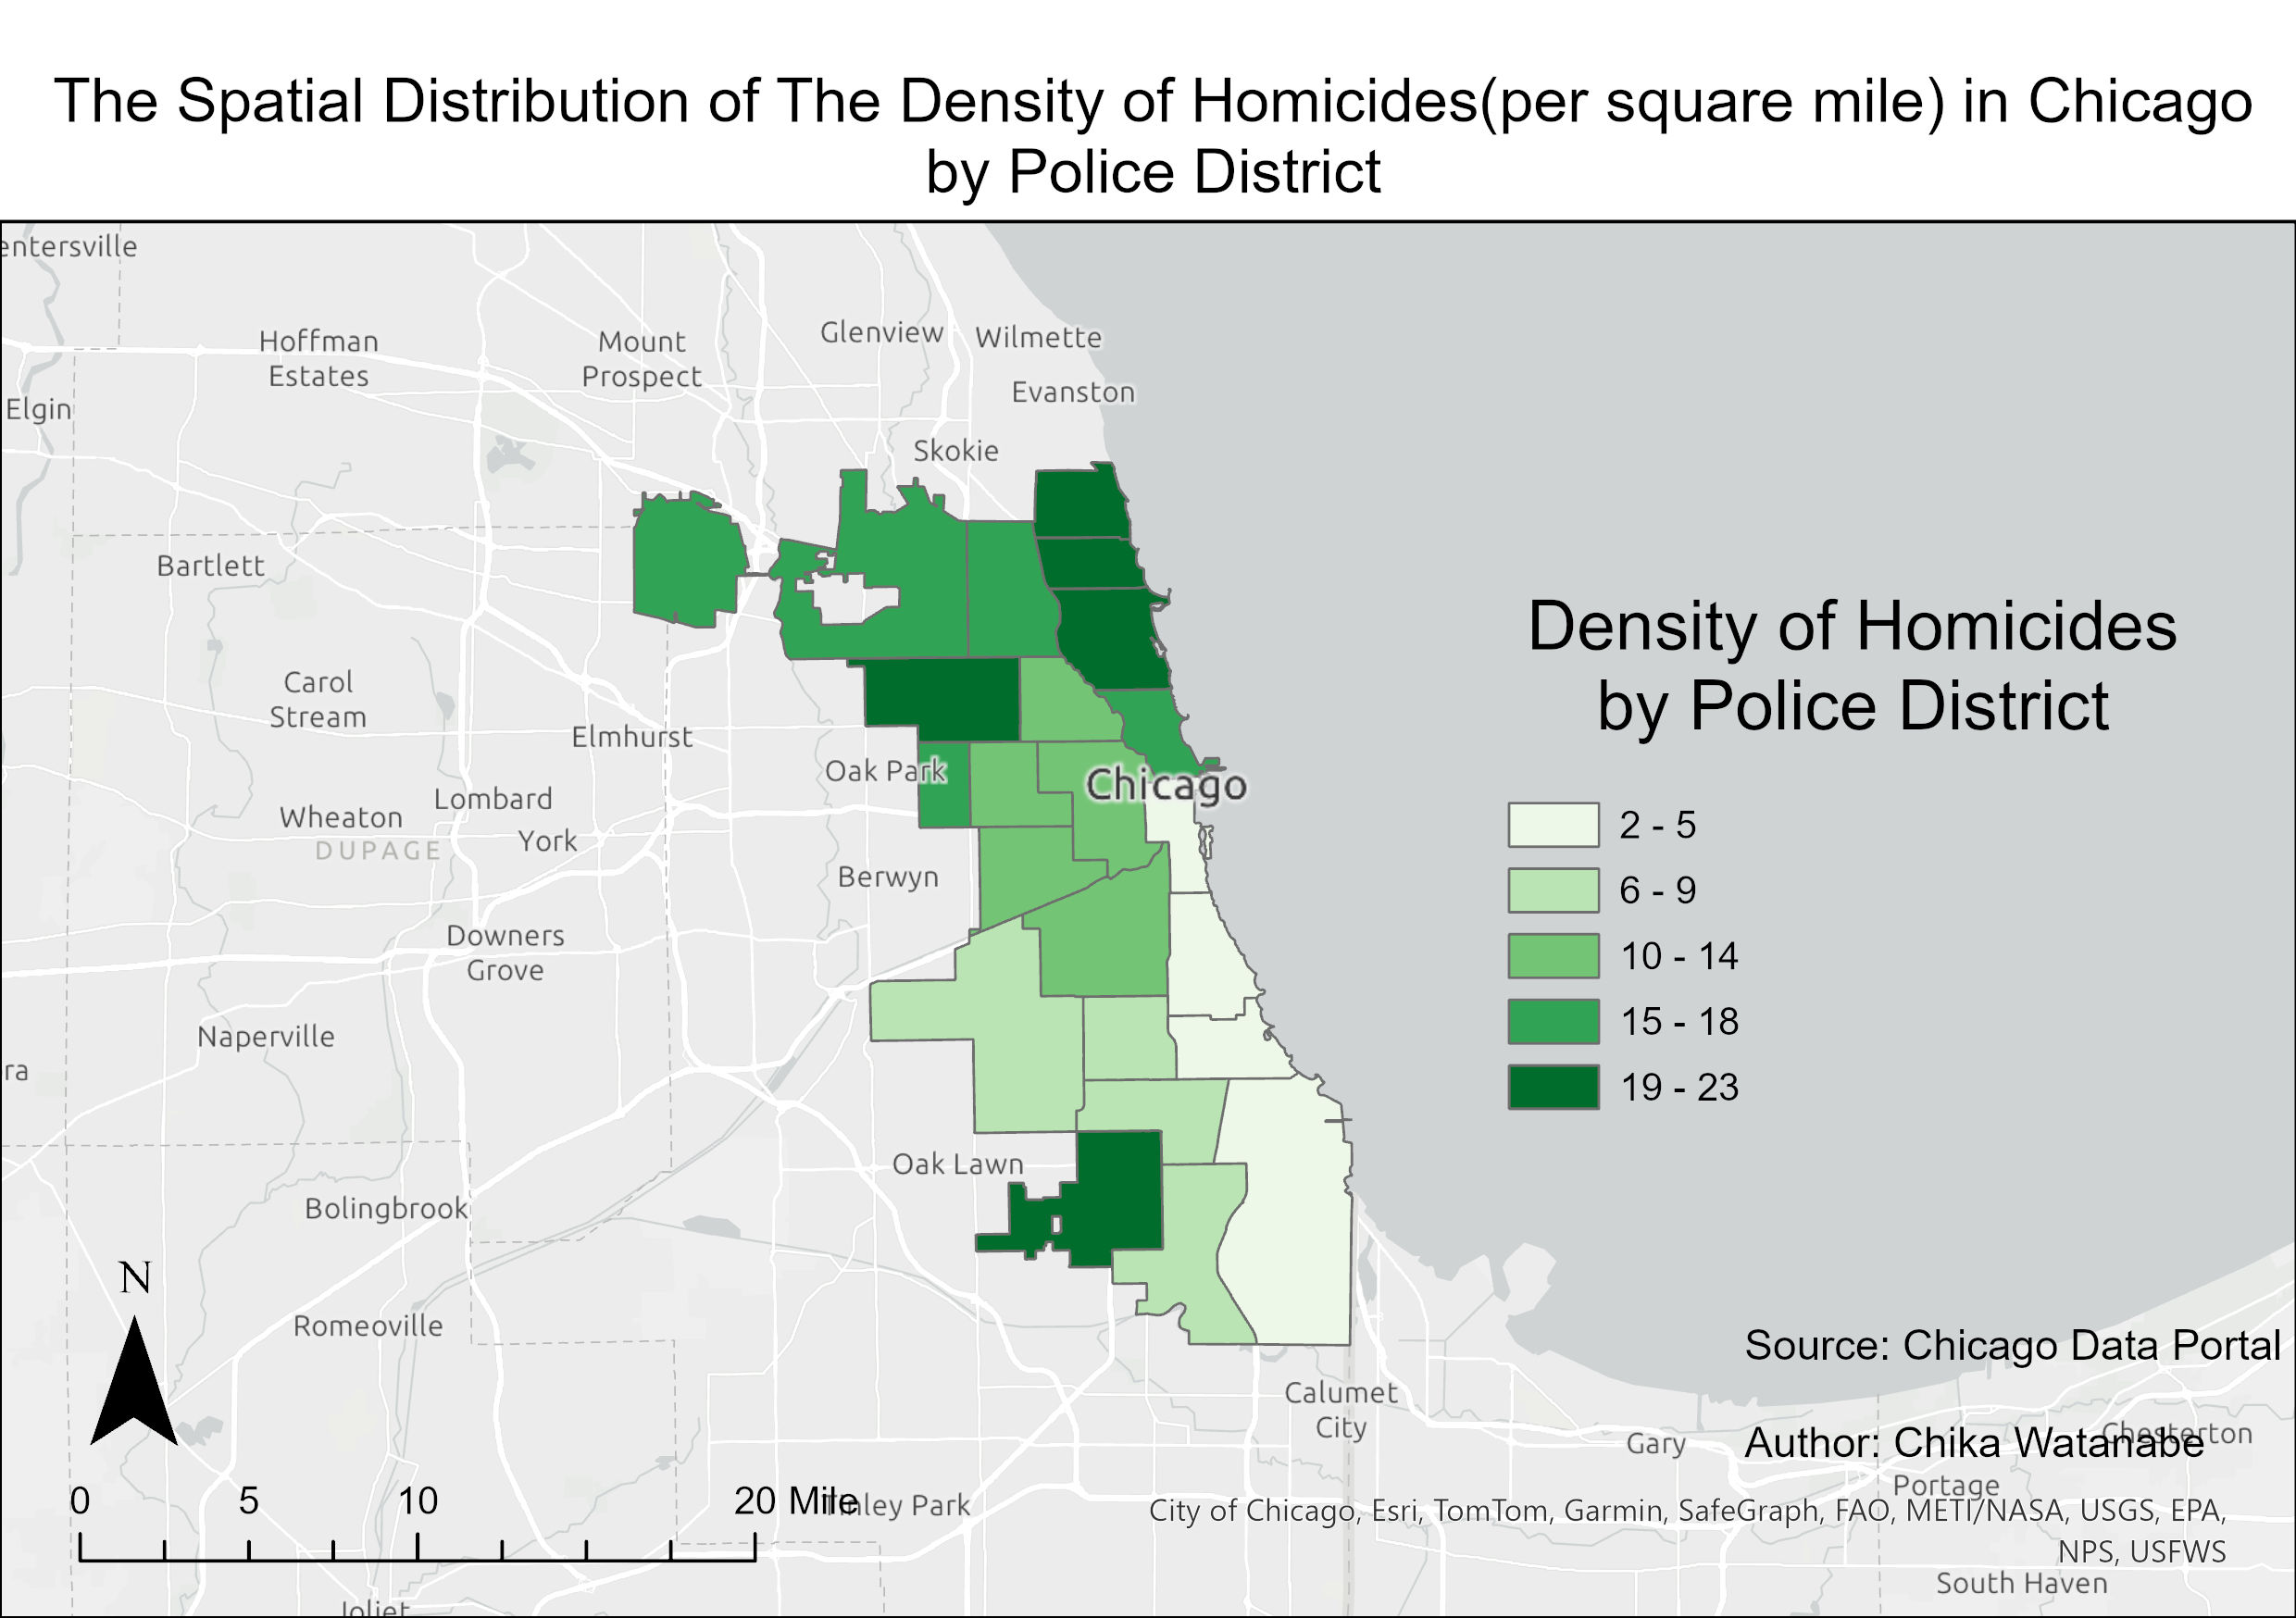 The Spatial Distribution of The Density of Homicides(per square mile) in Chicago
by Police District
entersville
Hoffman
Estates
Mount
Prospect
Glenview
Wilmette
Evanston
Elgin
Skokie
Bartlett
Carol
Stream
Elmhurst
Oak Park
Chicago
Lombard
Wheaton
York
DUPAGE
Berwyn
Downers
Grove
Naperville
ra
Oak Lawn
Bolingbrook
Romeoville
Density of Homicides
by Police District
2 - 5
6 - 9
10 - 14
15 - 18
19 - 23
N
0 5 10 20 Mile
Tinley Park
Joliet
Calumet
City
Gary
Source: Chicago Data Portal
Author: Chika Watanabe
Chesterton
Portage
City of Chicago, Esri, TomTom, Garmin, SafeGraph, FAO, METI/NASA, USGS, EPA,
NPS, USFWS
South Haven